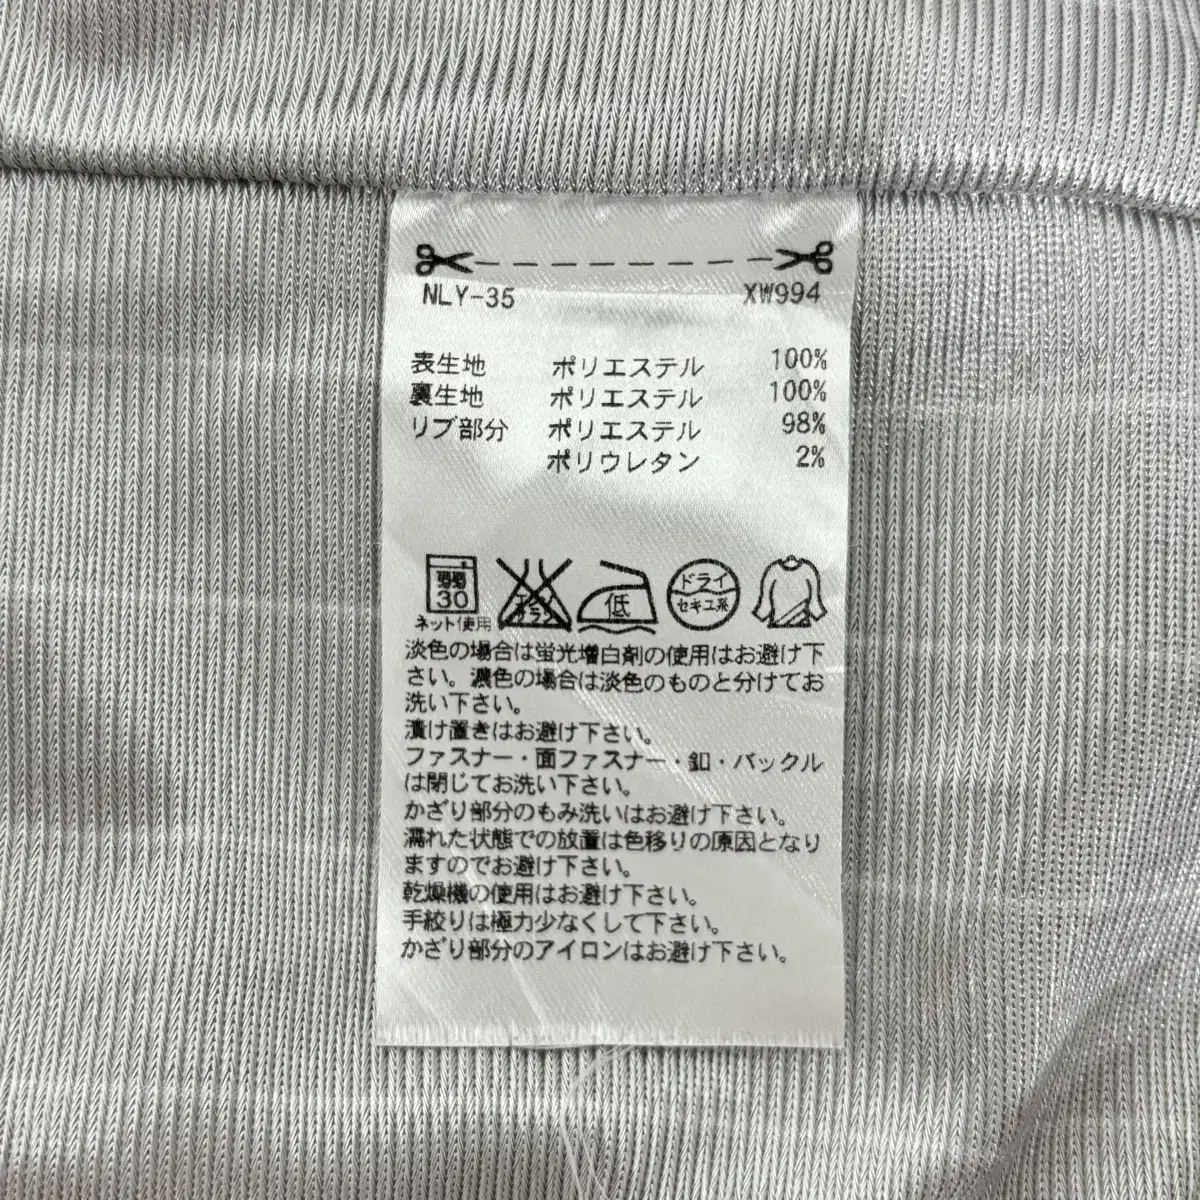 NLY-35 XW994
表生地 ポリエステル 100%
裏生地 ポリエステル 100%
リブ部分 ポリエステル 98%
ポリウレタン 2%
弱 30 エンソサラシ 低 ドライ セキユ系
ネット使用
淡色の場合は蛍光増白剤の使用はお避け下
さい。濃色の場合は淡色のものと分けてお
洗い下さい。
漬け置きはお避け下さい。
ファスナー・面ファスナー・釦・バックル
は閉じてお洗い下さい。
かざり部分のもみ洗いはお避け下さい。
濡れた状態での放置は色移りの原因となり
ますのでお避け下さい。
乾燥機の使用はお避け下さい。
手絞りは極力少なくして下さい。
かざり部分のアイロンはお避け下さい。